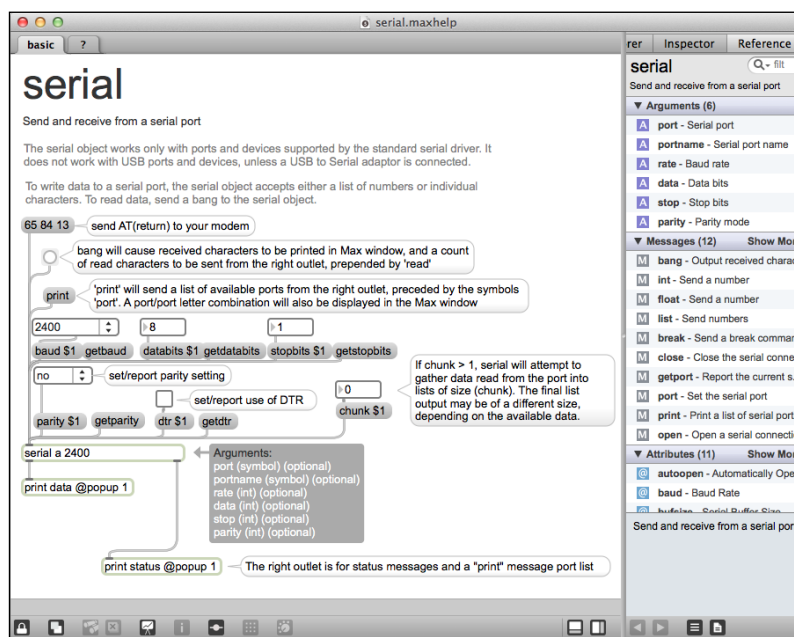 serial.maxhelp
basic
?
serial
Send and receive from a serial port
The serial object works only with ports and devices supported by the standard serial driver. It
does not work with USB ports and devices, unless a USB to Serial adaptor is connected.
To write data to a serial port, the serial object accepts either a list of numbers or individual
characters. To read data, send a bang to the serial object.
65 84 13
send AT(return) to your modem
bang will cause received characters to be printed in Max window, and a count
of read characters to be sent from the right outlet, prepended by 'read'
print
'print' will send a list of available ports from the right outlet, preceded by the symbols
'port'. A port/port letter combination will also be displayed in the Max window
2400
8
1
baud $1 getbaud databits $1 getdatabits stopbits $1 getstopbits
no
set/report parity setting
set/report use of DTR
parity $1 getparity dtr $1 getdtr
0
chunk $1
If chunk > 1, serial will attempt to
gather data read from the port into
lists of size (chunk). The final list
output may be of a different size,
depending on the available data.
serial a 2400
Arguments:
port (symbol) (optional)
portname (symbol) (optional)
rate (int) (optional)
data (int) (optional)
stop (int) (optional)
parity (int) (optional)
print data @popup 1
print status @popup 1
The right outlet is for status messages and a "print" message port list
rer
Inspector
Reference
serial
filt
Send and receive from a serial port
Arguments (6)
A port - Serial port
A portname - Serial port name
A rate - Baud rate
A data - Data bits
A stop - Stop bits
A parity - Parity mode
Messages (12) Show Mor
M bang - Output received charac
M int - Send a number
M float - Send a number
M list - Send numbers
M break - Send a break comman
M close - Close the serial conne
M getport - Report the current s.
M port - Set the serial port
M print - Print a list of serial port
M open - Open a serial connecti
Attributes (11) Show Mor
@ autoopen - Automatically Ope
@ baud - Baud Rate
@ bufsize - Serial Buffer Size
Send and receive from a serial por